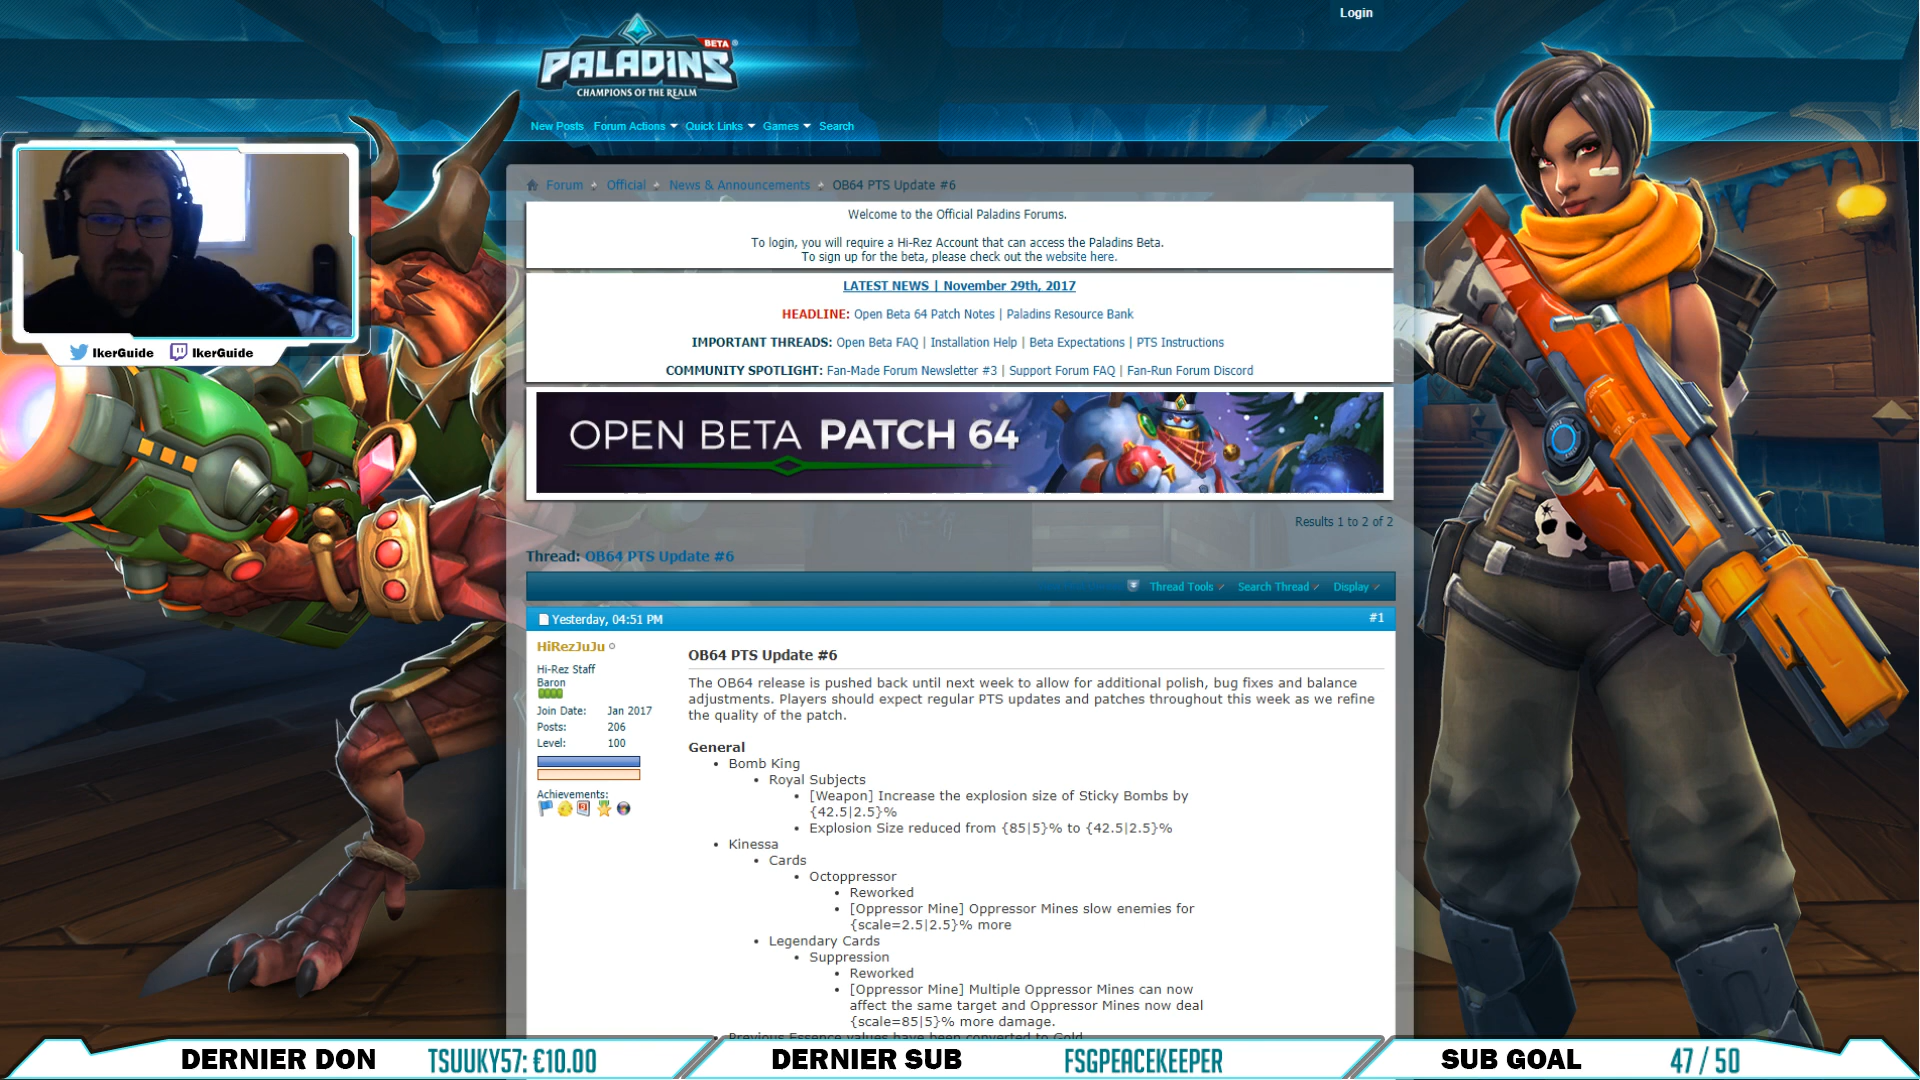 Login
PALADINS BETA
CHAMPIONS OF THE REALM
New Posts Forum Actions Quick Links Games Search
Forum Official News & Announcements OB64 PTS Update #6
Welcome to the Official Paladins Forums.
To login, you will require a Hi-Rez Account that can access the Paladins Beta.
To sign up for the beta, please check out the website here.
LATEST NEWS | November 29th, 2017
HEADLINE: Open Beta 64 Patch Notes | Paladins Resource Bank
IMPORTANT THREADS: Open Beta FAQ | Installation Help | Beta Expectations | PTS Instructions
COMMUNITY SPOTLIGHT: Fan-Made Forum Newsletter #3 | Support Forum FAQ | Fan-Run Forum Discord
IkerGuide IkerGuide
OPEN BETA PATCH 64
Results 1 to 2 of 2
Thread: OB64 PTS Update #6
Thread Tools Search Thread Display
Yesterday, 04:51 PM #1
HiRezJuJu
Hi-Rez Staff
Baron
Join Date: Jan 2017
Posts: 206
Level: 100
Achievements:
OB64 PTS Update #6
The OB64 release is pushed back until next week to allow for additional polish, bug fixes and balance
adjustments. Players should expect regular PTS updates and patches throughout this week as we refine
the quality of the patch.
General
• Bomb King
• Royal Subjects
• [Weapon] Increase the explosion size of Sticky Bombs by
{42.5|2.5}%
• Explosion Size reduced from {85|5}% to {42.5|2.5}%
• Kinessa
• Cards
• Octoppressor
• Reworked
• [Oppressor Mine] Oppressor Mines slow enemies for
{scale=2.5|2.5}% more
• Legendary Cards
• Suppression
• Reworked
• [Oppressor Mine] Multiple Oppressor Mines can now
affect the same target and Oppressor Mines now deal
{scale=85|5}% more damage.
• Previous Essence values have been converted to Gold
DERNIER DON TSUUKY57: €10.00 DERNIER SUB FSGPEACEKEEPER SUB GOAL 47 / 50